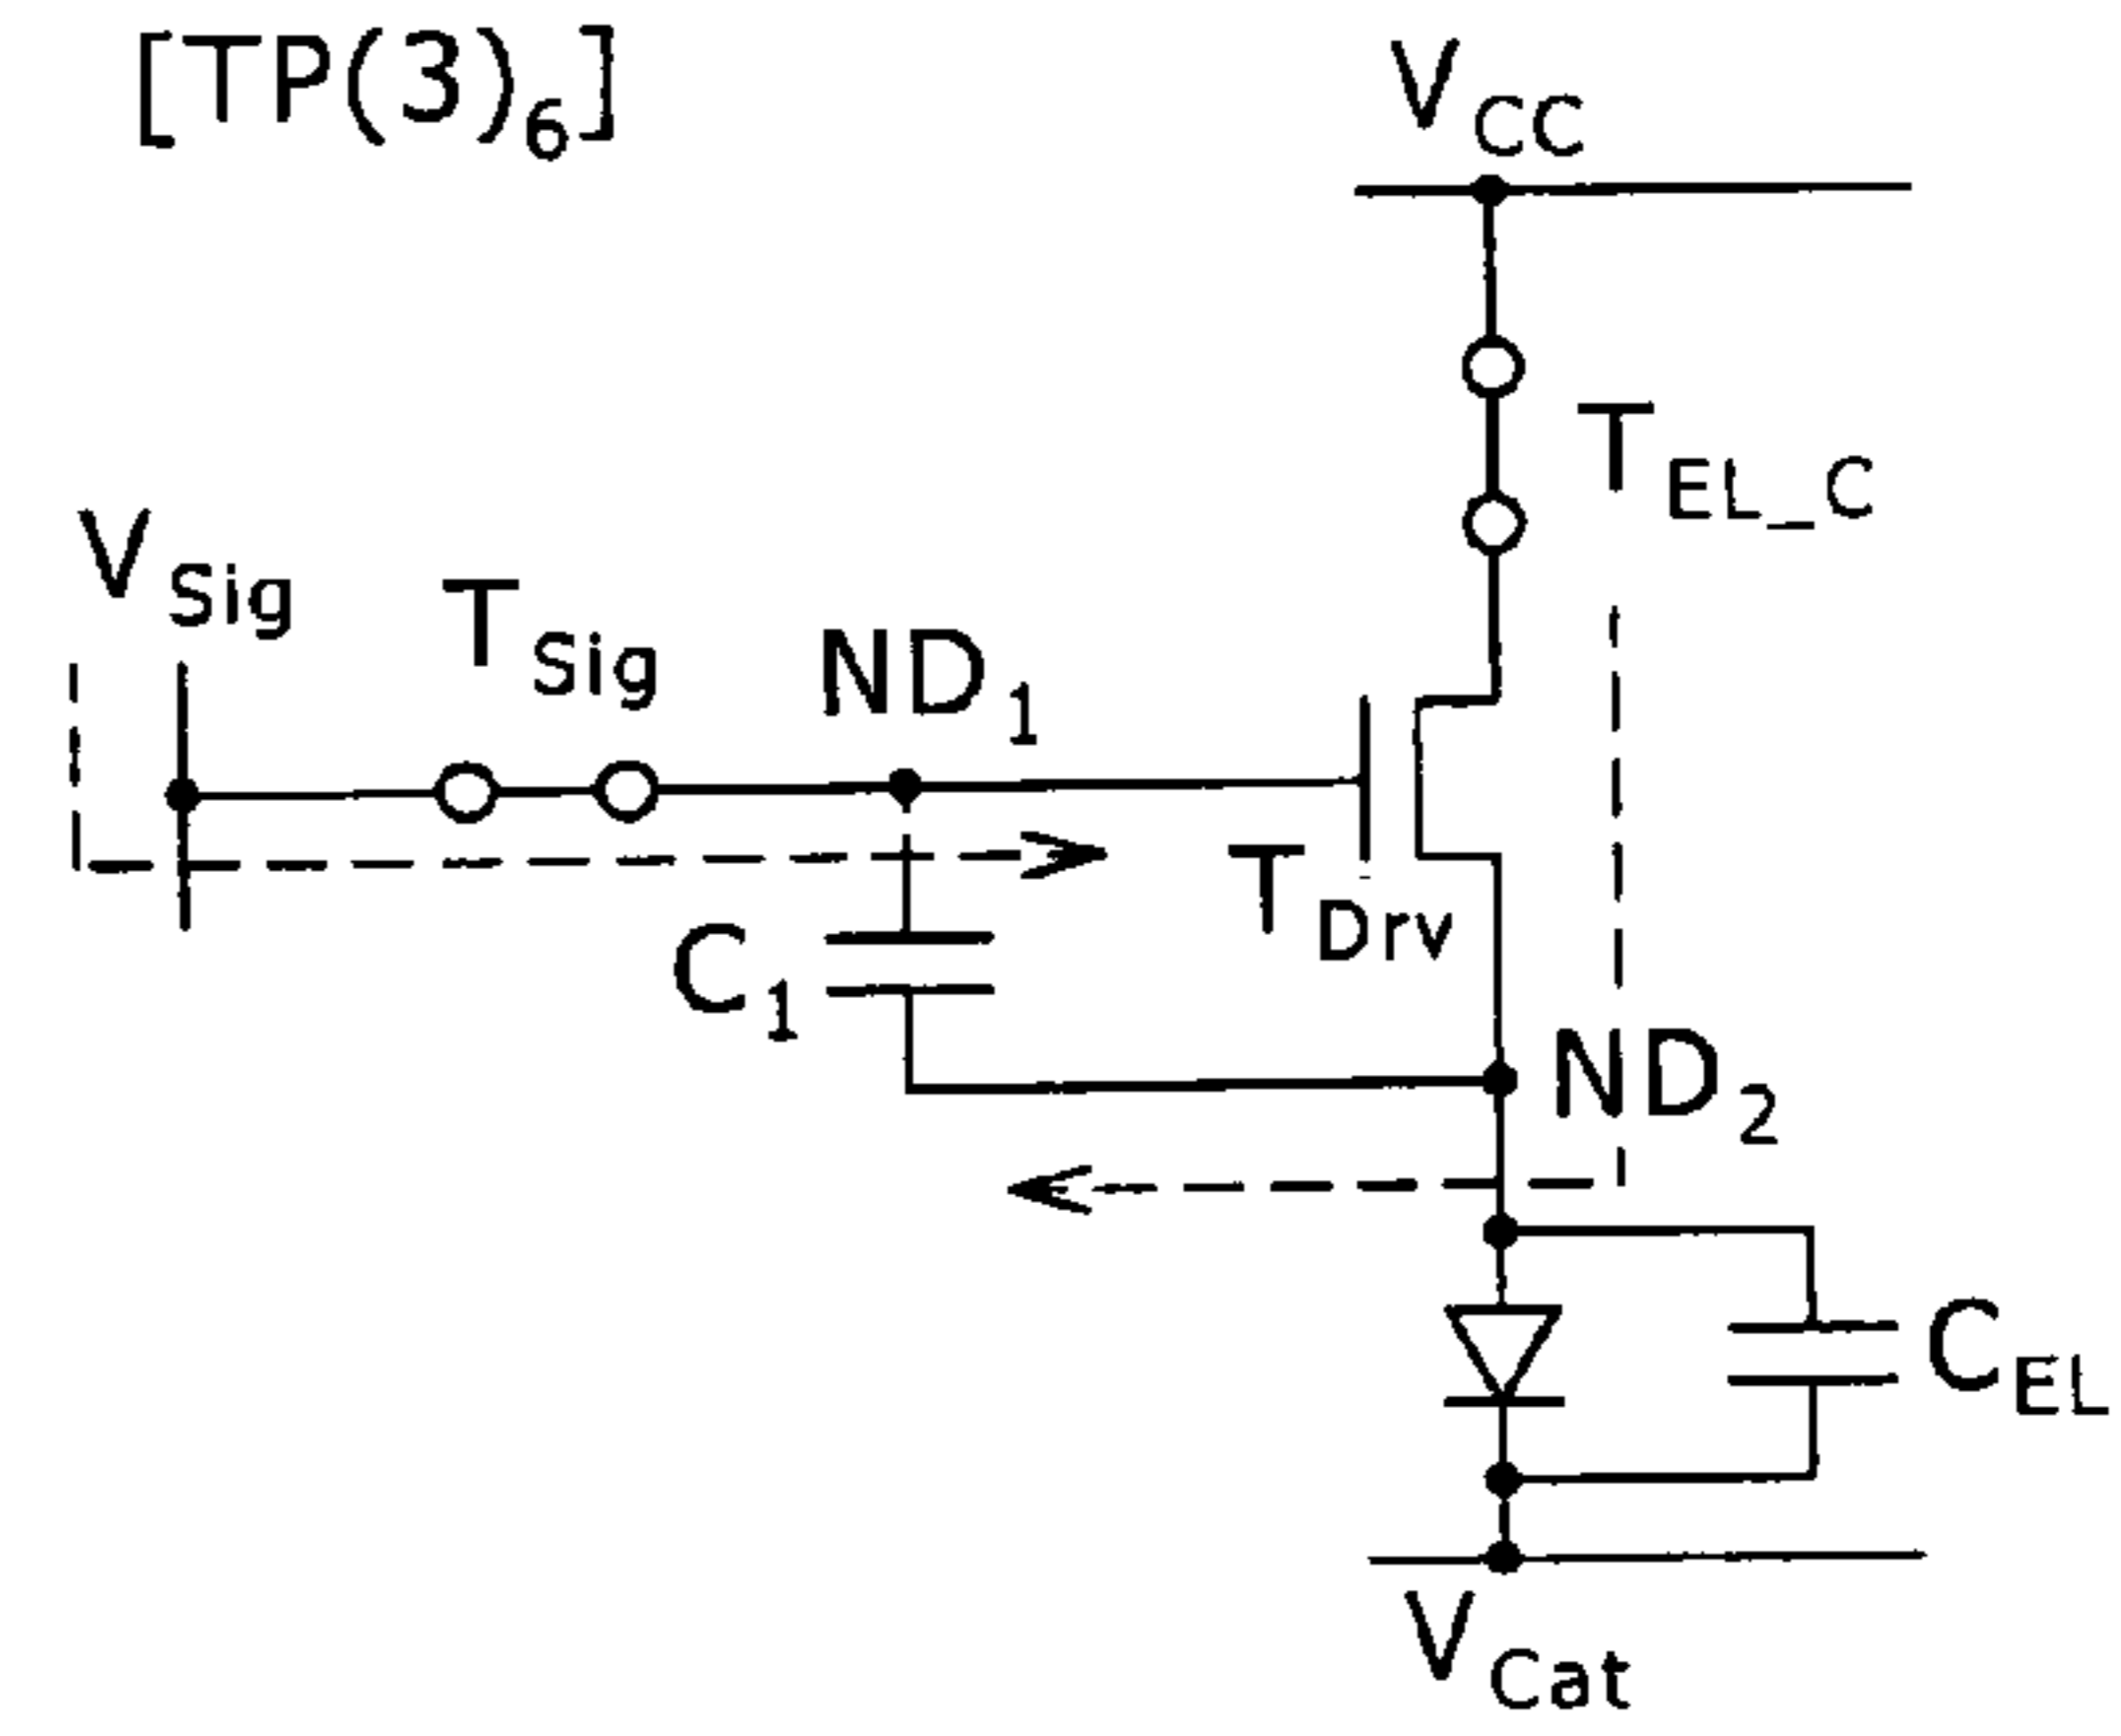 [TP(3)6]
VCC
TEL_C
VSig
TSig
ND1
TDrv
C1
ND2
CEL
VCat